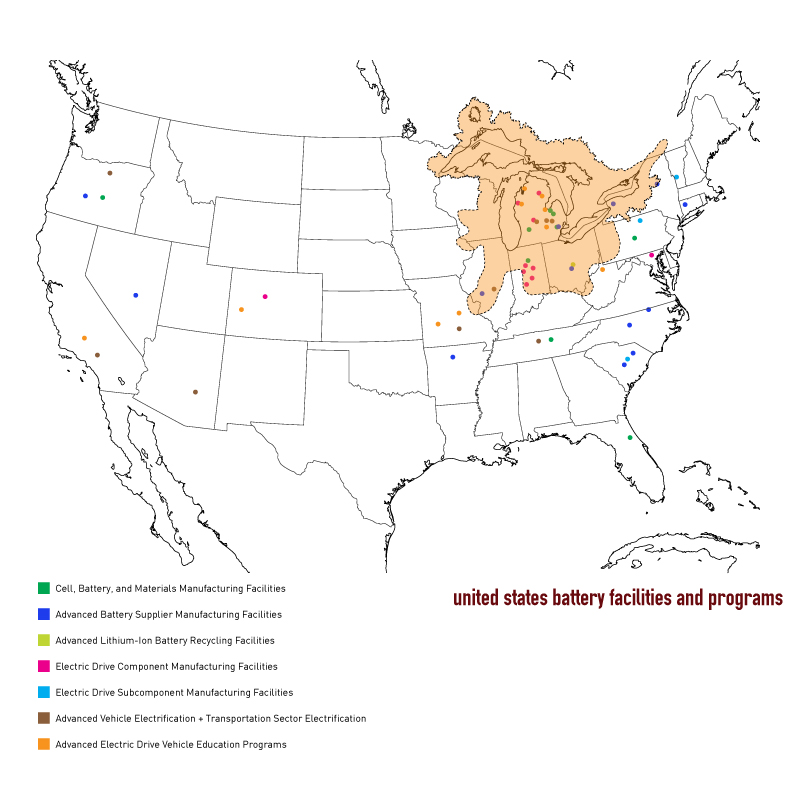 united states battery facilities and programs
Cell, Battery, and Materials Manufacturing Facilities
Advanced Battery Supplier Manufacturing Facilities
Advanced Lithium-Ion Battery Recycling Facilities
Electric Drive Component Manufacturing Facilities
Electric Drive Subcomponent Manufacturing Facilities
Advanced Vehicle Electrification + Transportation Sector Electrification
Advanced Electric Drive Vehicle Education Programs